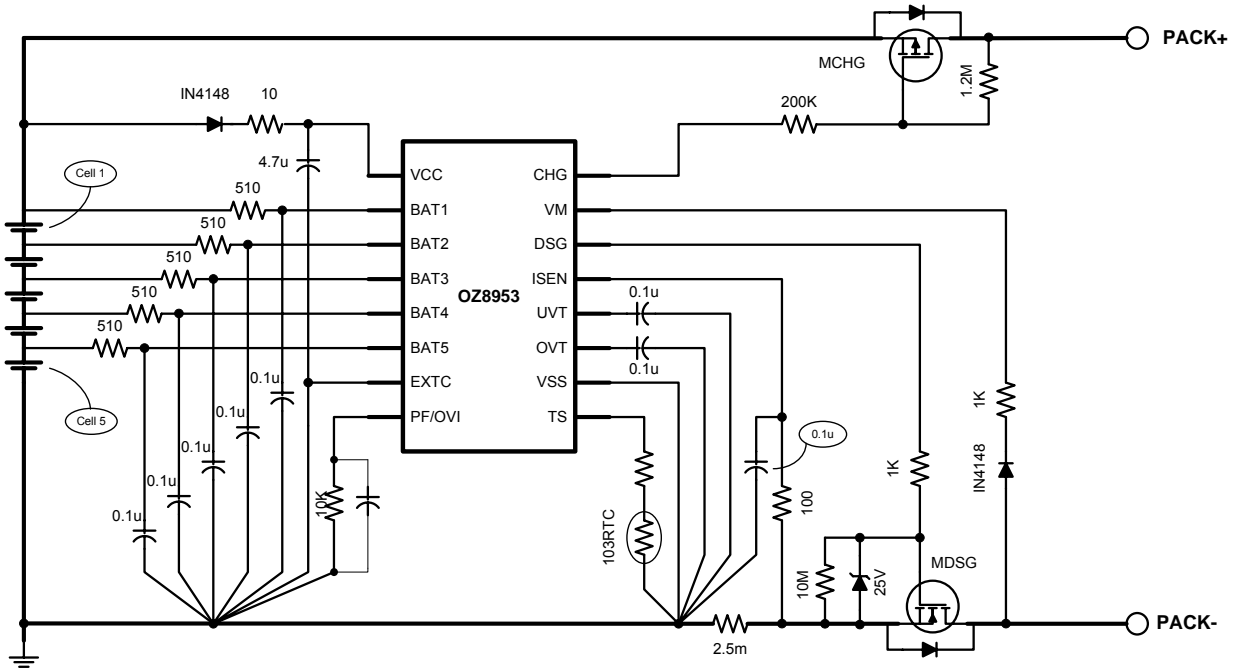 PACK+
MCHG
1.2M
IN4148
10
200K
4.7u
Cell 1
VCC
CHG
510
BAT1
VM
510
BAT2
DSG
510
BAT3
ISEN
OZ8953
0.1u
510
BAT4
UVT
510
BAT5
OVT
0.1u
EXTC
VSS
0.1u
0.1u
Cell 5
PF/OVI
TS
1K
0.1u
0.1u
0.1u
0.1u
10K
103RTC
100
1K
IN4148
10M
25V
MDSG
2.5m
PACK-